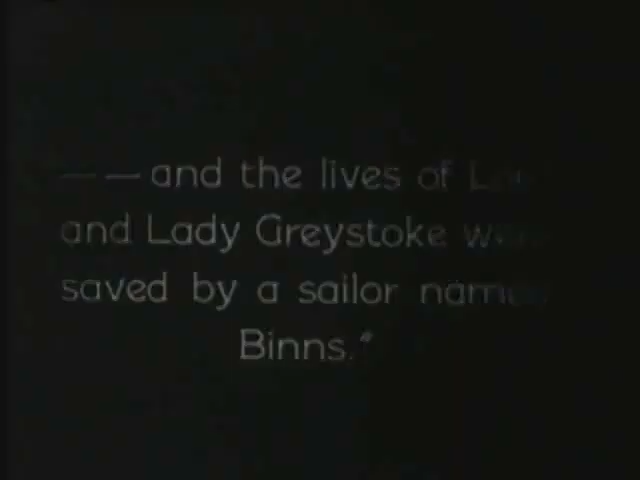 ——and the lives of
and Lady Greystoke
saved by a sailor
Binns."